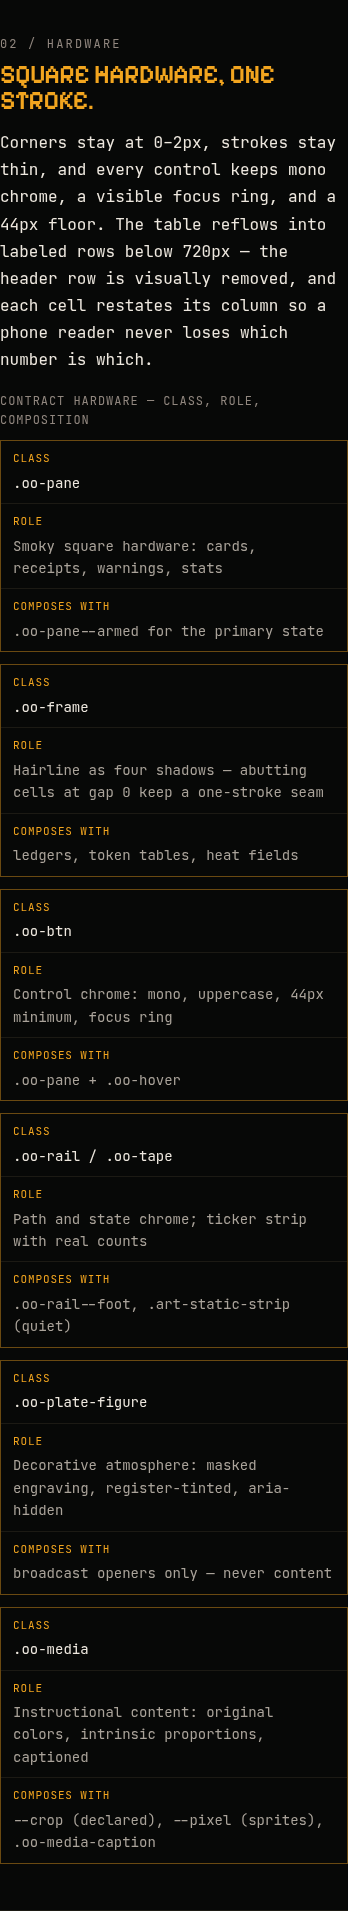 02 / HARDWARE
SQUARE HARDWARE, ONE
STROKE.
Corners stay at 0–2px, strokes stay
thin, and every control keeps mono
chrome, a visible focus ring, and a
44px floor. The table reflows into
labeled rows below 720px — the
header row is visually removed, and
each cell restates its column so a
phone reader never loses which
number is which.
CONTRACT HARDWARE — CLASS, ROLE,
COMPOSITION
CLASS
.oo-pane
ROLE
Smoky square hardware: cards,
receipts, warnings, stats
COMPOSES WITH
.oo-pane--armed for the primary state
CLASS
.oo-frame
ROLE
Hairline as four shadows — abutting
cells at gap 0 keep a one-stroke seam
COMPOSES WITH
ledgers, token tables, heat fields
CLASS
.oo-btn
ROLE
Control chrome: mono, uppercase, 44px
minimum, focus ring
COMPOSES WITH
.oo-pane + .oo-hover
CLASS
.oo-rail / .oo-tape
ROLE
Path and state chrome; ticker strip
with real counts
COMPOSES WITH
.oo-rail--foot, .art-static-strip
(quiet)
CLASS
.oo-plate-figure
ROLE
Decorative atmosphere: masked
engraving, register-tinted, aria-
hidden
COMPOSES WITH
broadcast openers only — never content
CLASS
.oo-media
ROLE
Instructional content: original
colors, intrinsic proportions,
captioned
COMPOSES WITH
--crop (declared), --pixel (sprites),
.oo-media-caption